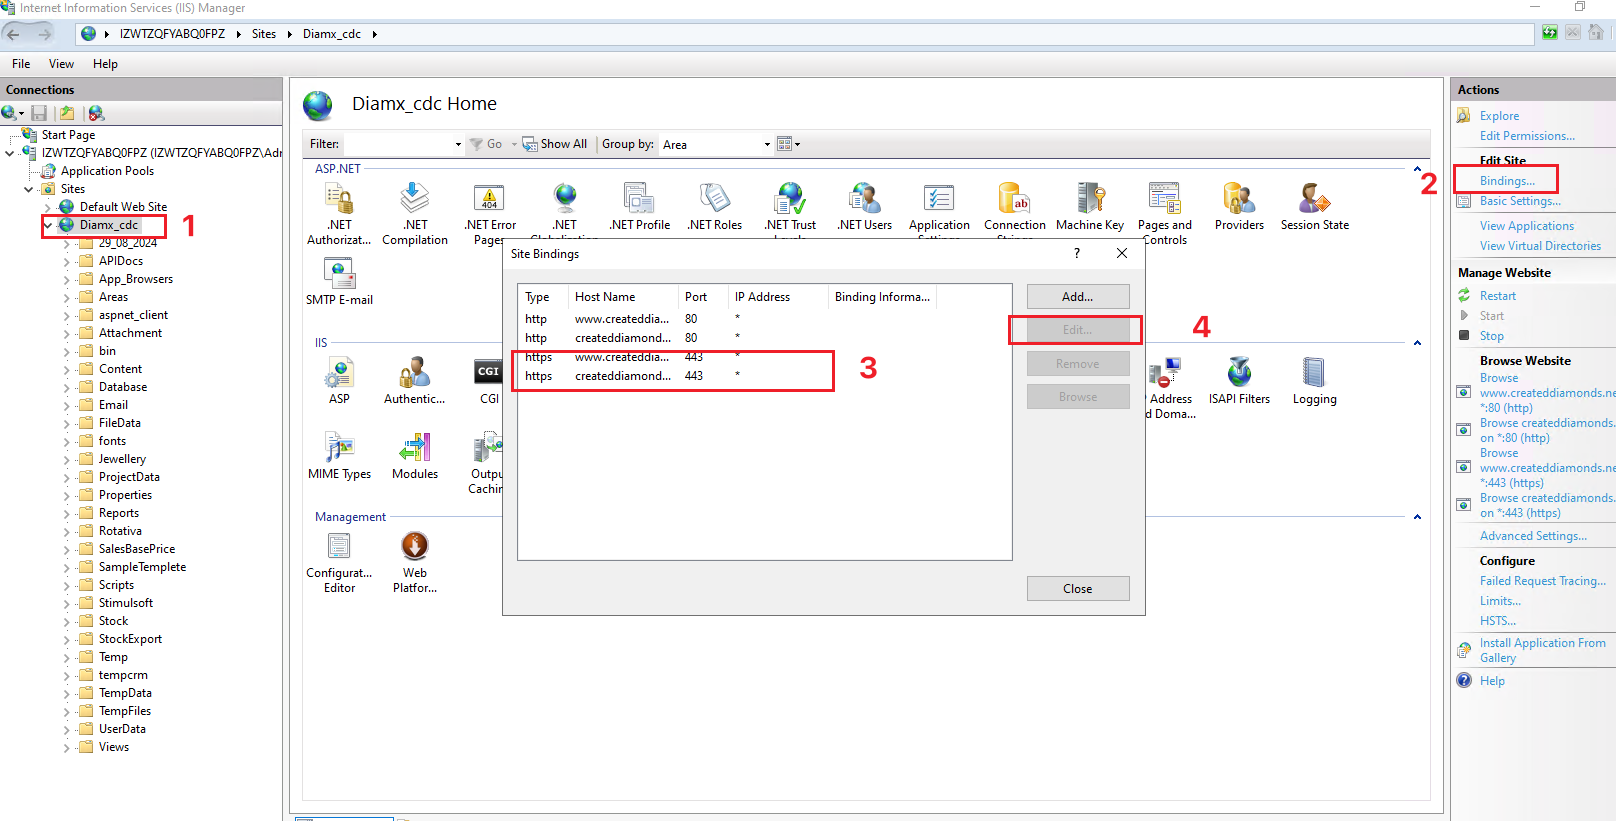 Internet Information Services (IIS) Manager
IZWTZQFYABQ0FPZ
Sites
Diamx_cdc
File
View
Help
Connections
Start Page
IZWTZQFYABQ0FPZ (IZWTZQFYABQ0FPZ\Adr
Application Pools
Sites
Default Web Site
Diamx_cdc
1
29_08_2024
APIDocs
App_Browsers
Areas
aspnet_client
Attachment
bin
Content
Database
Email
FileData
fonts
Jewellery
ProjectData
Properties
Reports
Rotativa
SalesBasePrice
SampleTemplete
Scripts
Stimulsoft
Stock
StockExport
Temp
tempcrm
TempData
TempFiles
UserData
Views
Diamx_cdc Home
Filter:
Go
Show All
Group by:
Area
ASP.NET
.NET
Authorizat...
.NET
Compilation
.NET Error
Pages
.NET
Globalization
.NET Profile
.NET Roles
.NET Trust
Levels
.NET Users
Application
Settings
Connection
Strings
Machine Key
Pages and
Controls
Providers
Session State
SMTP E-mail
IIS
ASP
Authentic...
CGI
CGI
Address
d Doma...
ISAPI Filters
Logging
MIME Types
Modules
Outpu
Cachin
Management
Configurat...
Editor
Web
Platfor...
Site Bindings
?
Type
Host Name
Port
IP Address
Binding Informa...
http www.createddia... 80 *
http createddiamond... 80 *
https www.createddia... 443 *
https createddiamond... 443 *
3
Add...
Edit...
4
Remove
Browse
Close
Actions
Explore
Edit Permissions...
Edit Site
2
Bindings...
Basic Settings...
View Applications
View Virtual Directories
Manage Website
Restart
Start
Stop
Browse Website
Browse
www.createddiamonds.ne
*:80 (http)
Browse createddiamonds.
on *:80 (http)
Browse
www.createddiamonds.ne
*:443 (https)
Browse createddiamonds.
on *:443 (https)
Advanced Settings...
Configure
Failed Request Tracing...
Limits...
HSTS...
Install Application From
Gallery
Help